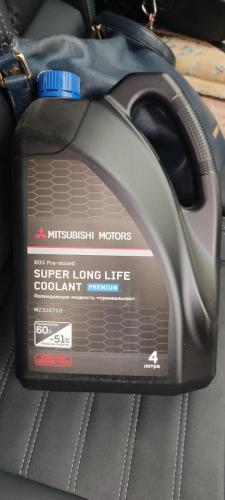 MITSUBISHI MOTORS
60% Pre-mixed
SUPER LONG LIFE
COOLANT PREMIUM
Охлаждающая жидкость «премиальная»
MZ320712
60%
-51°C
4
литра